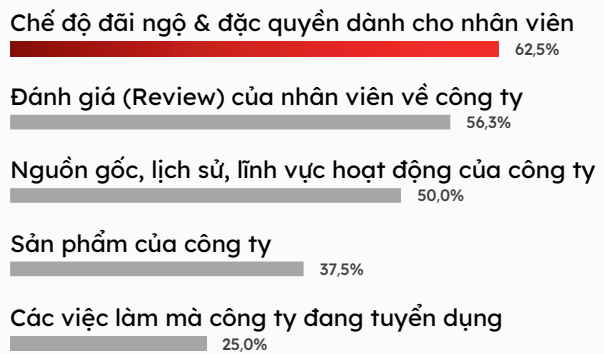 Chế độ đãi ngộ & đặc quyền dành cho nhân viên
62,5%
Đánh giá (Review) của nhân viên về công ty
56,3%
Nguồn gốc, lịch sử, lĩnh vực hoạt động của công ty
50,0%
Sản phẩm của công ty
37,5%
Các việc làm mà công ty đang tuyển dụng
25,0%